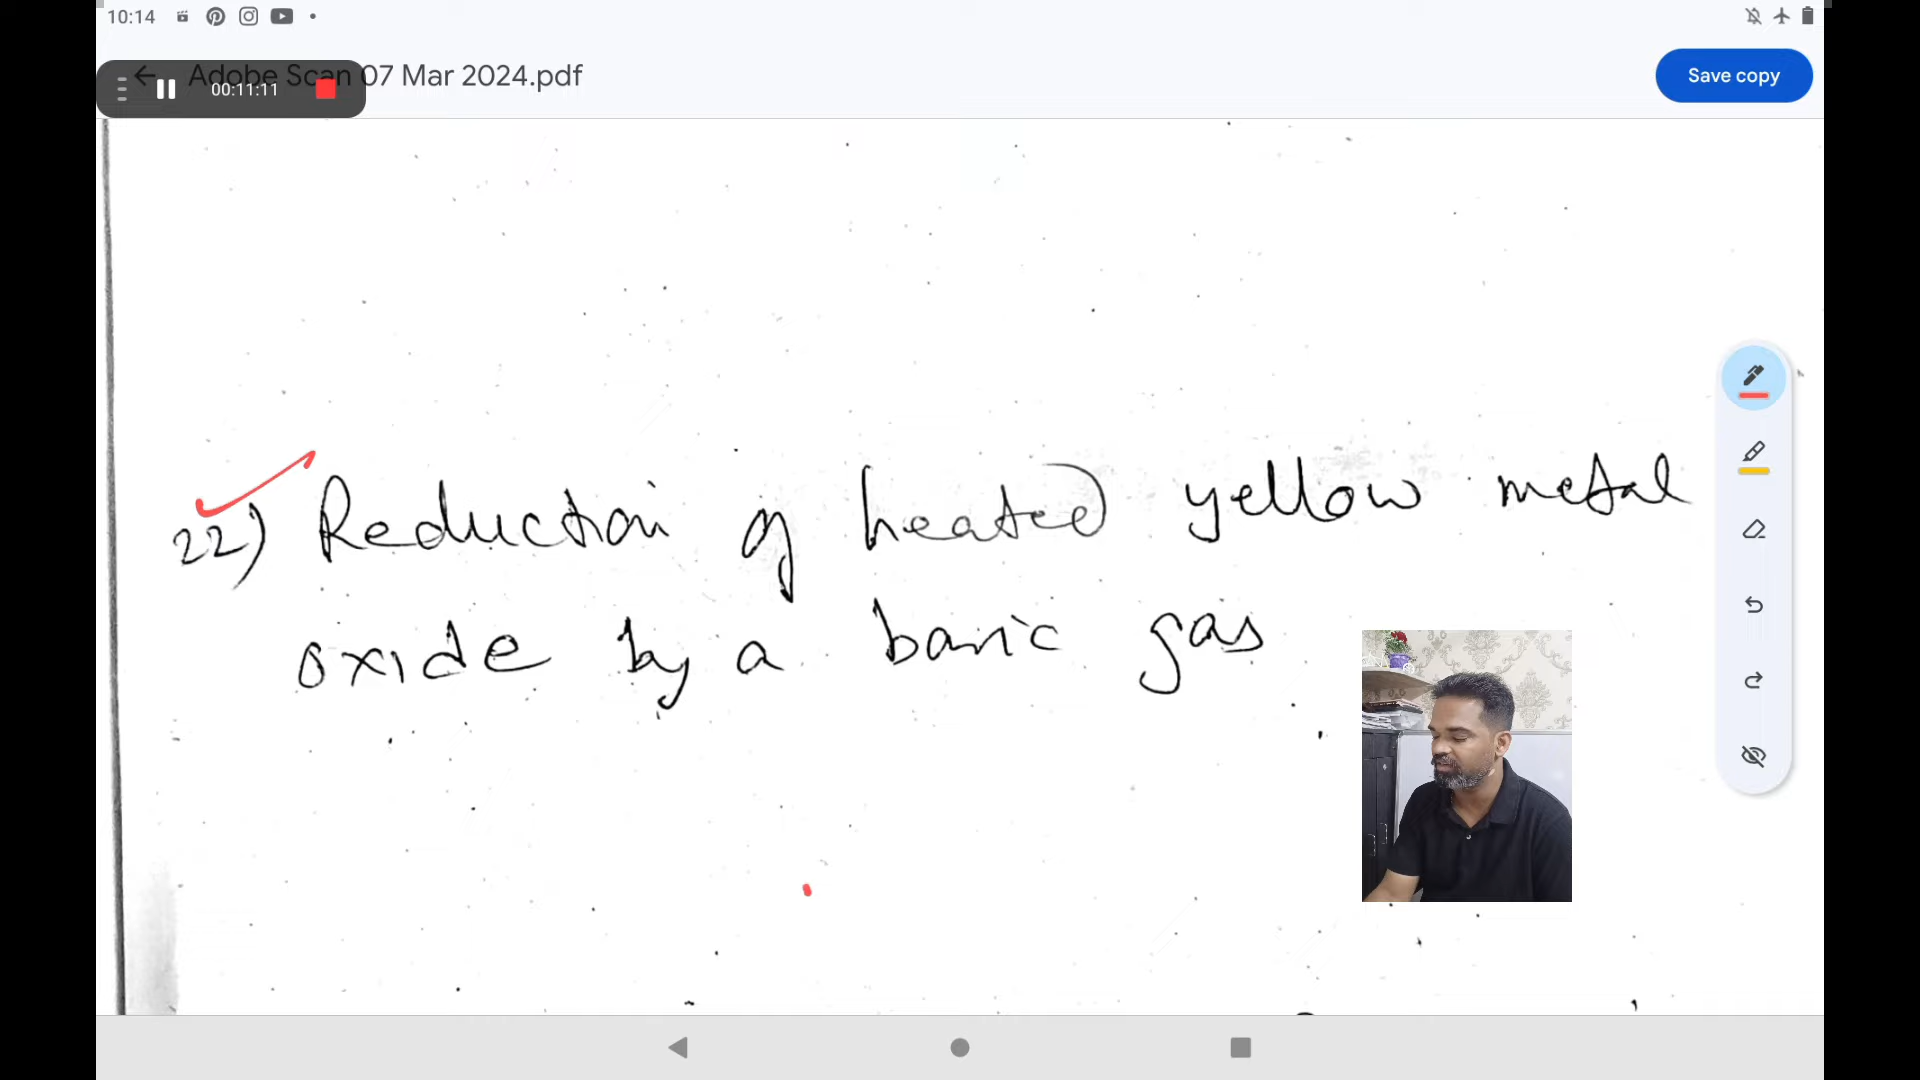 10:14
Adobe Scan 07 Mar 2024.pdf
00:11:11
Save copy
22) Reduction of heated yellow metal
oxide by a basic gas